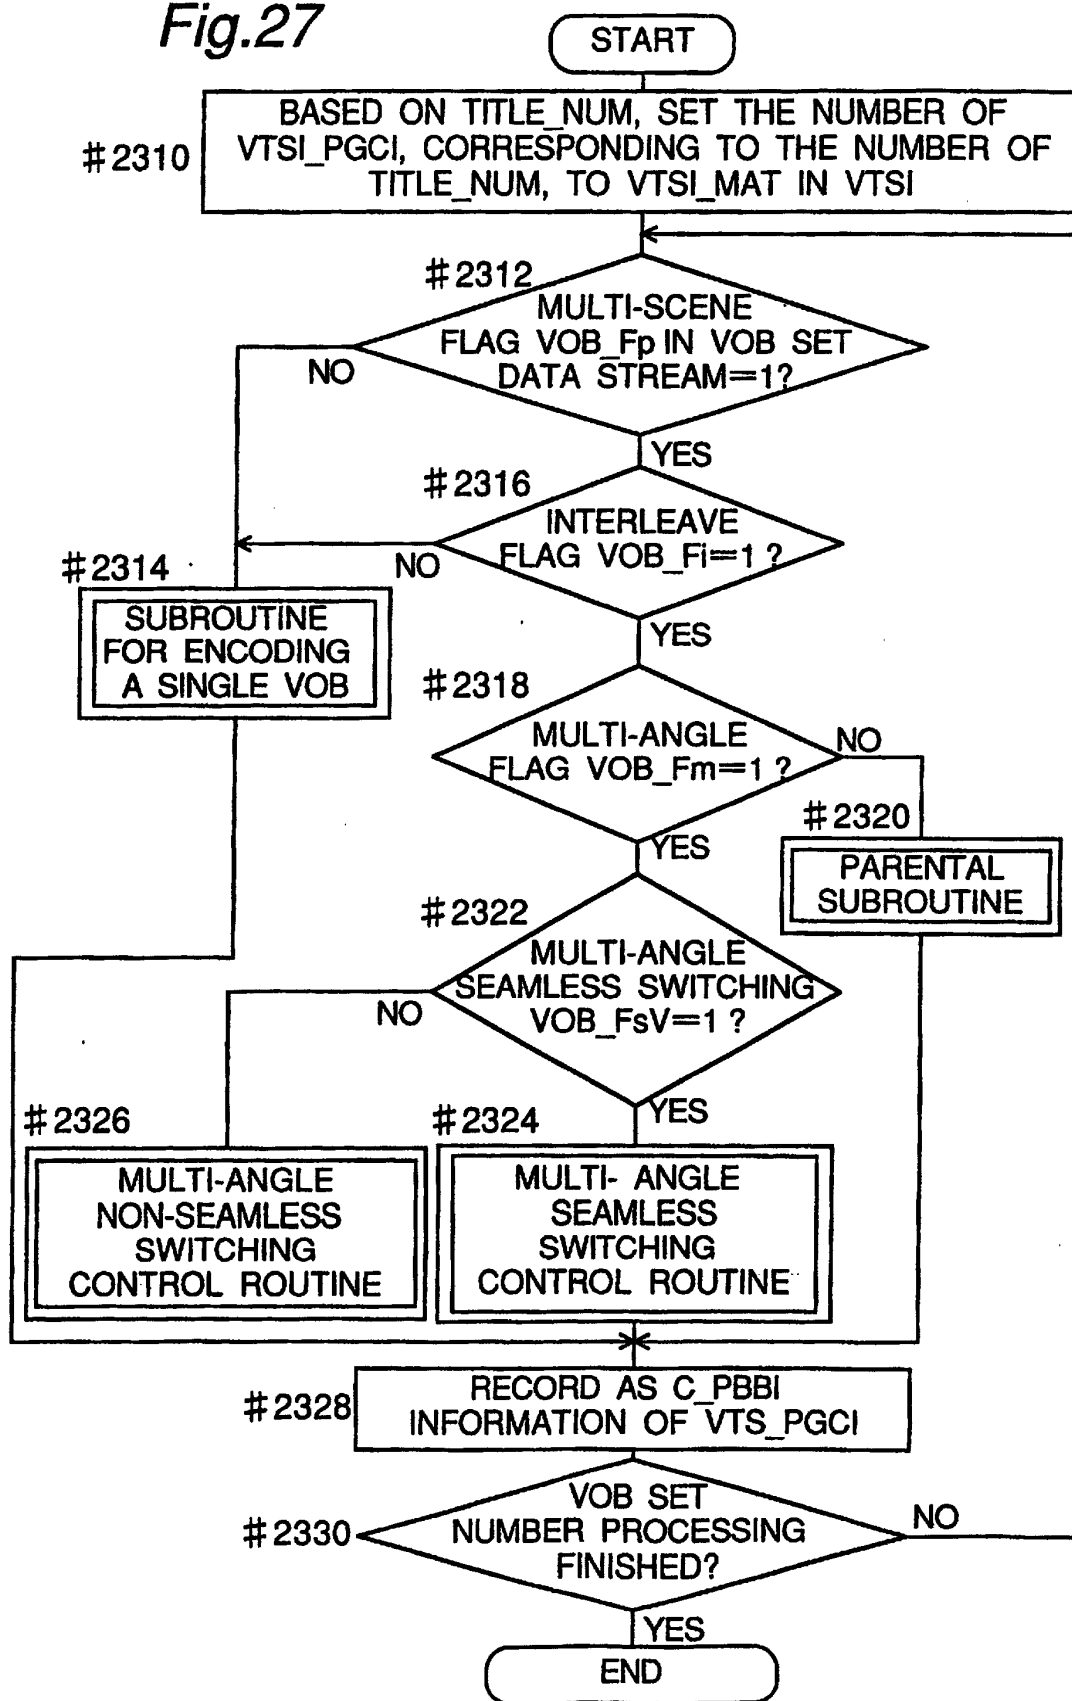 Fig.27
START
BASED ON TITLE_NUM, SET THE NUMBER OF
VTSI_PGCI, CORRESPONDING TO THE NUMBER OF
TITLE_NUM, TO VTSI_MAT IN VTSI
#2310
#2312
MULTI-SCENE
FLAG VOB_Fp IN VOB SET
DATA STREAM=1?
NO
YES
#2316
INTERLEAVE
FLAG VOB_Fi=1 ?
NO
YES
#2314
SUBROUTINE
FOR ENCODING
A SINGLE VOB
#2318
MULTI-ANGLE
FLAG VOB_Fm=1 ?
NO
YES
#2320
PARENTAL
SUBROUTINE
#2322
MULTI-ANGLE
SEAMLESS SWITCHING
VOB_FsV=1 ?
NO
YES
#2326
MULTI-ANGLE
NON-SEAMLESS
SWITCHING
CONTROL ROUTINE
#2324
MULTI- ANGLE
SEAMLESS
SWITCHING
CONTROL ROUTINE
#2328
RECORD AS C_PBBI
INFORMATION OF VTS_PGCI
#2330
VOB SET
NUMBER PROCESSING
FINISHED?
NO
YES
END